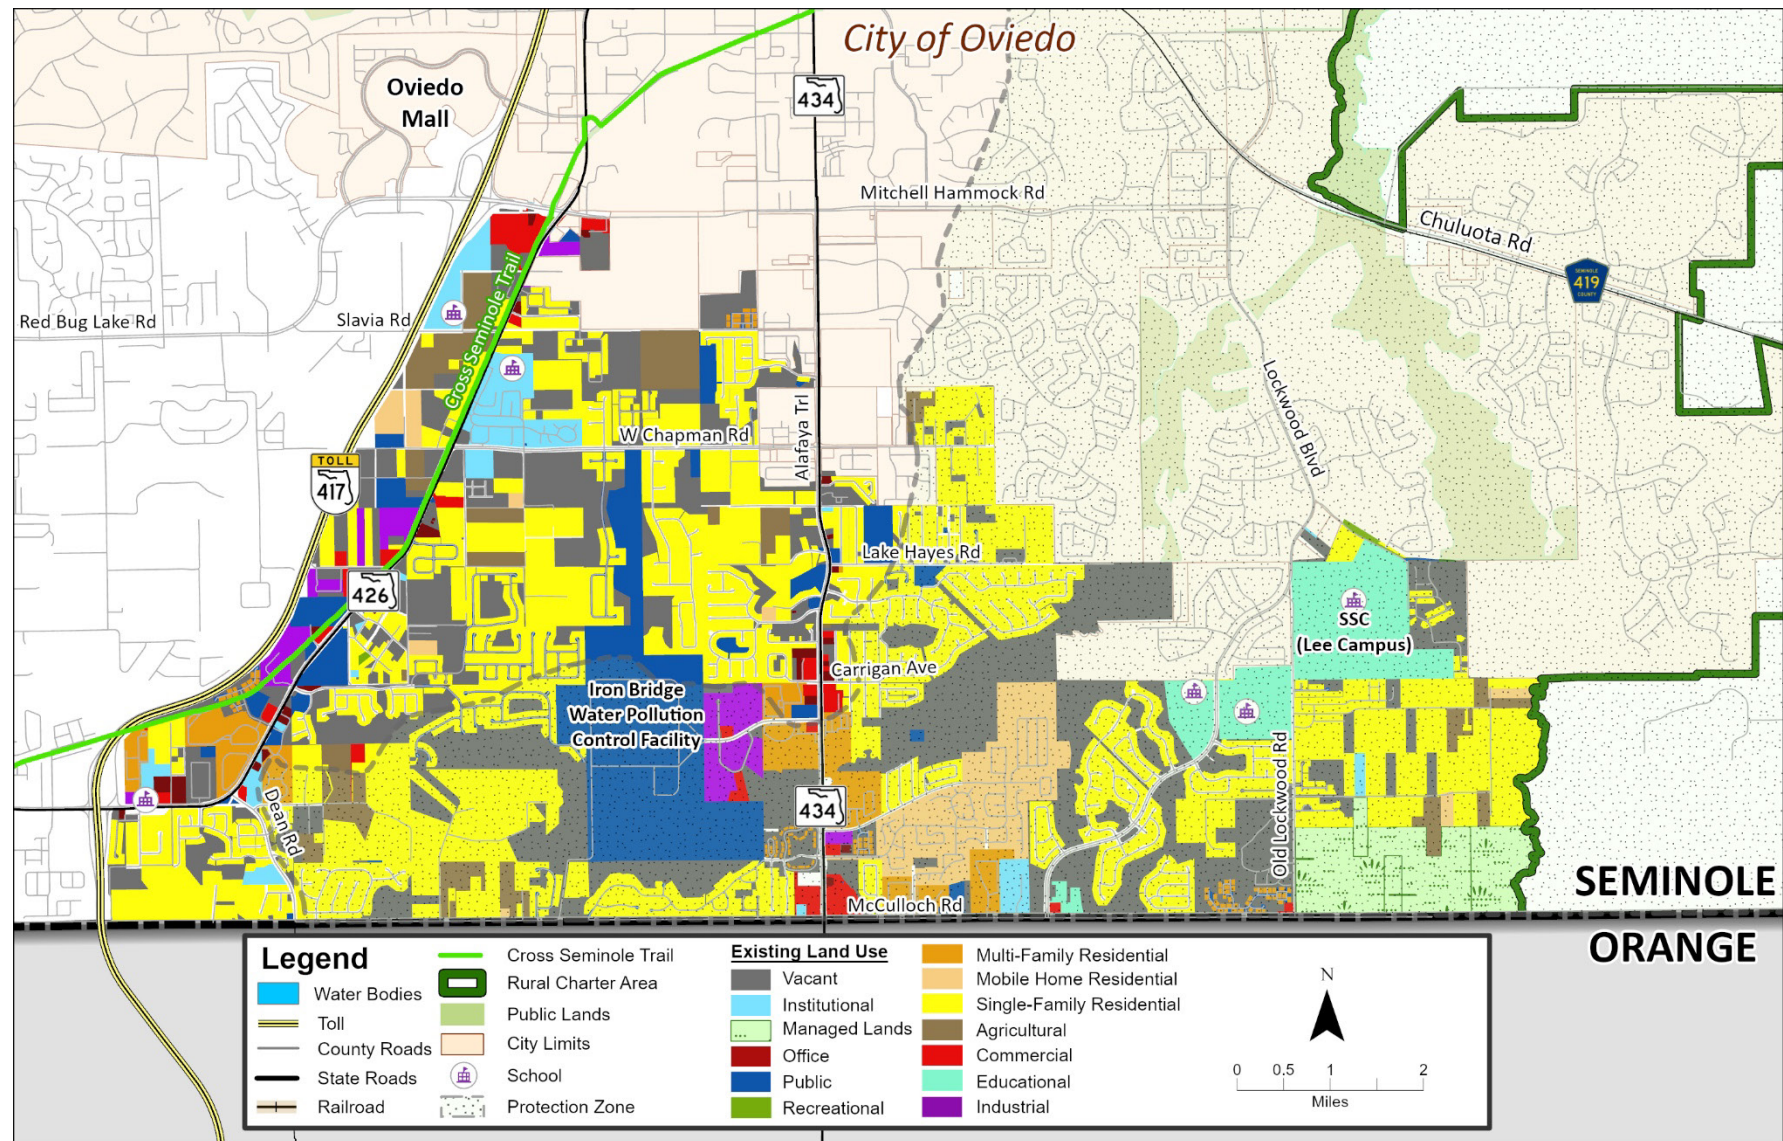 City of Oviedo
Oviedo
Mall
434
Mitchell Hammock Rd
Chuluota Rd
SEMINOLE
419
COUNTY
Cross Seminole Trail
Red Bug Lake Rd
Slavia Rd
Lockwood Blvd
Alafaya Trl
W Chapman Rd
TOLL
417
Lake Hayes Rd
426
SSC
(Lee Campus)
Carrigan Ave
Iron Bridge
Water Pollution
Control Facility
Old Lockwood Rd
434
Dean Rd
McCulloch Rd
SEMINOLE
ORANGE
Legend
Water Bodies
Toll
County Roads
State Roads
Railroad
Cross Seminole Trail
Rural Charter Area
Public Lands
City Limits
School
Protection Zone
Existing Land Use
Vacant
Institutional
Managed Lands
Office
Public
Recreational
Multi-Family Residential
Mobile Home Residential
Single-Family Residential
Agricultural
Commercial
Educational
Industrial
N
0 0.5 1 2
Miles